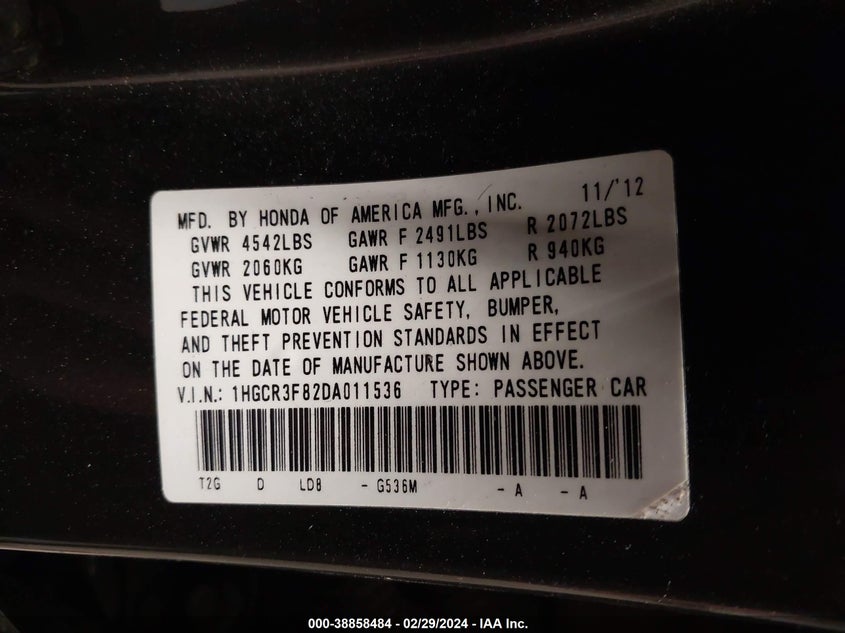 MFD. BY HONDA OF AMERICA MFG., INC. 11/'12
GVWR 4542LBS GAWR F 2491LBS R 2072LBS
GVWR 2060KG GAWR F 1130KG R 940KG
THIS VEHICLE CONFORMS TO ALL APPLICABLE
FEDERAL MOTOR VEHICLE SAFETY, BUMPER,
AND THEFT PREVENTION STANDARDS IN EFFECT
ON THE DATE OF MANUFACTURE SHOWN ABOVE.
V.I.N.: 1HGCR3F82DA011536 TYPE: PASSENGER CAR
T2G D LD8 - G536M - A - A
000-38858484 - 02/29/2024 - IAA Inc.